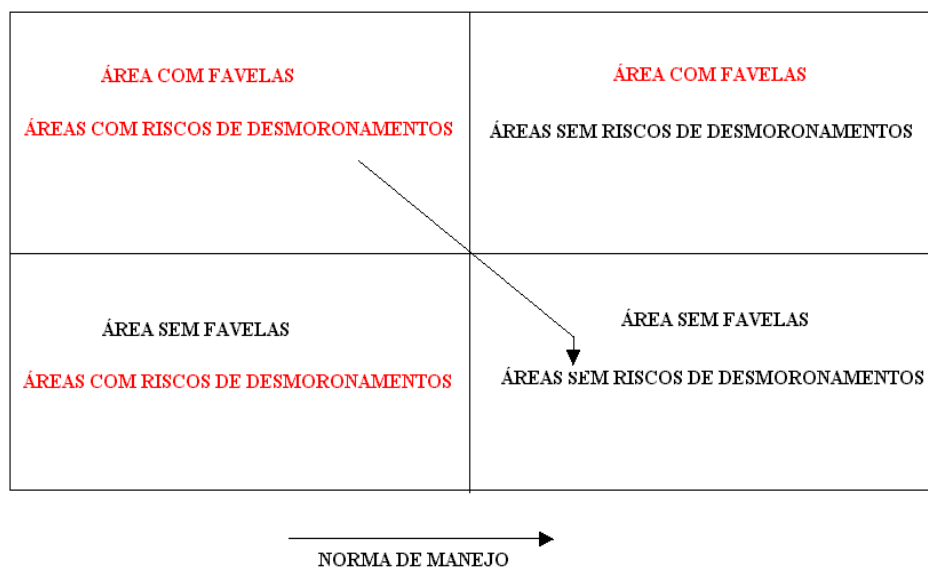 ÁREA COM FAVELAS
ÁREAS COM RISCOS DE DESMORONAMENTOS
ÁREA COM FAVELAS
ÁREAS SEM RISCOS DE DESMORONAMENTOS
ÁREA SEM FAVELAS
ÁREAS COM RISCOS DE DESMORONAMENTOS
ÁREA SEM FAVELAS
ÁREAS SEM RISCOS DE DESMORONAMENTOS
NORMA DE MANEJO